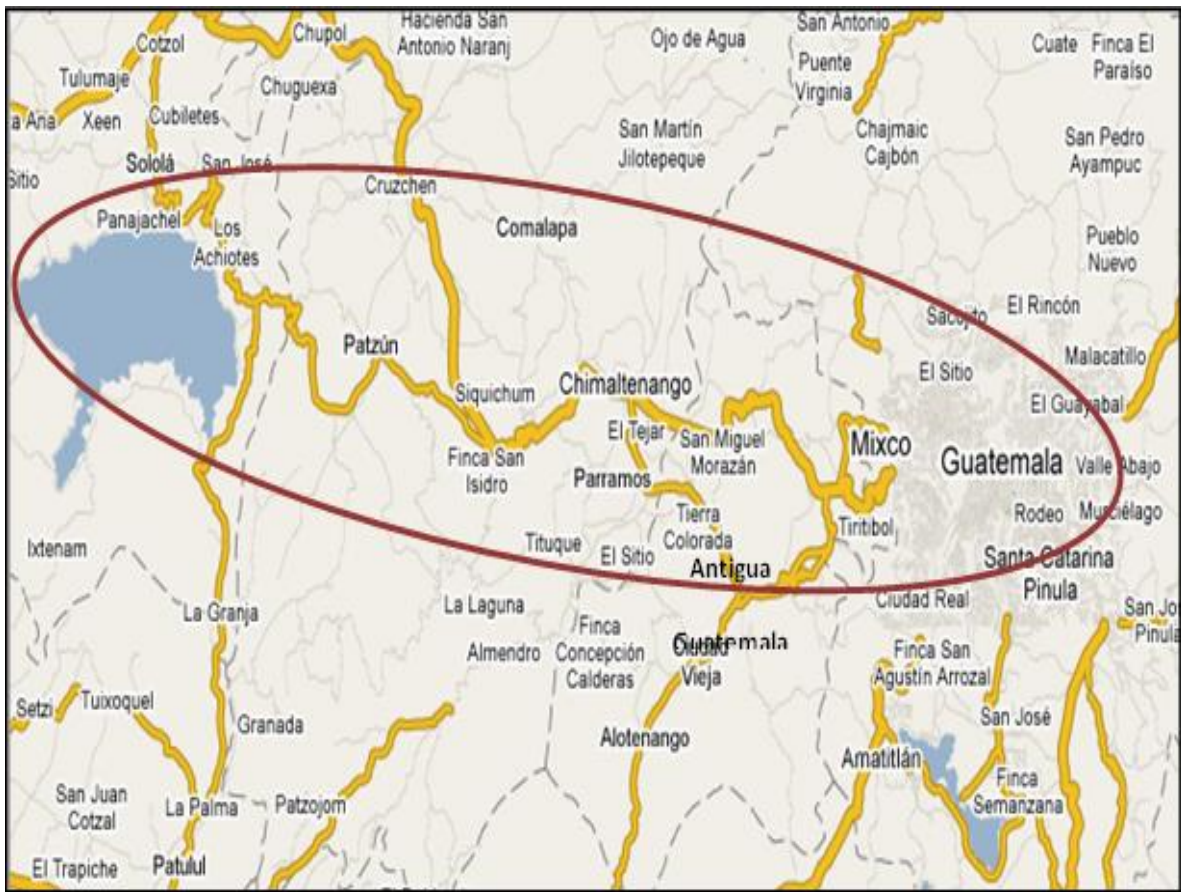 Hacienda San
Antonio Naranj
San Antonio
Chupol
Cotzol
Ojo de Agua
Cuate
Finca El
Paraíso
Puente
Virginia
Tulumaje
Chuguexa
a Ana
Xeen
Cubiletes
San Martín
Jilotepeque
Chajmaic
Cajbón
San Pedro
Ayampuc
Sololá
San José
Sitio
Cruzchen
Panajachel
Los
Achiotes
Comalapa
Pueblo
Nuevo
El Rincón
Sacojito
Patzún
Malacatillo
El Sitio
Siquichum
Chimaltenango
El Guayabal
El Tejar
San Miguel
Morazán
Mixco
Guatemala
Valle Abajo
Finca San
Isidro
Parramos
Tierra
Colorada
Tiritibol
Rodeo
Murciélago
Ixtenam
Tituque
El Sitio
Antigua
Santa Catarina
Pinula
La Granja
La Laguna
Ciudad Real
San Jo
Pinula
Finca
Concepción
Calderas
Almendro
Guatemala
Ciudad
Vieja
Finca San
Agustín Arrozal
Setzi
Tuixoquel
Granada
Alotenango
San José
Amatitlán
Finca
Semanzana
San Juan
Cotzal
La Palma
Patzojom
El Trapiche
Patulul